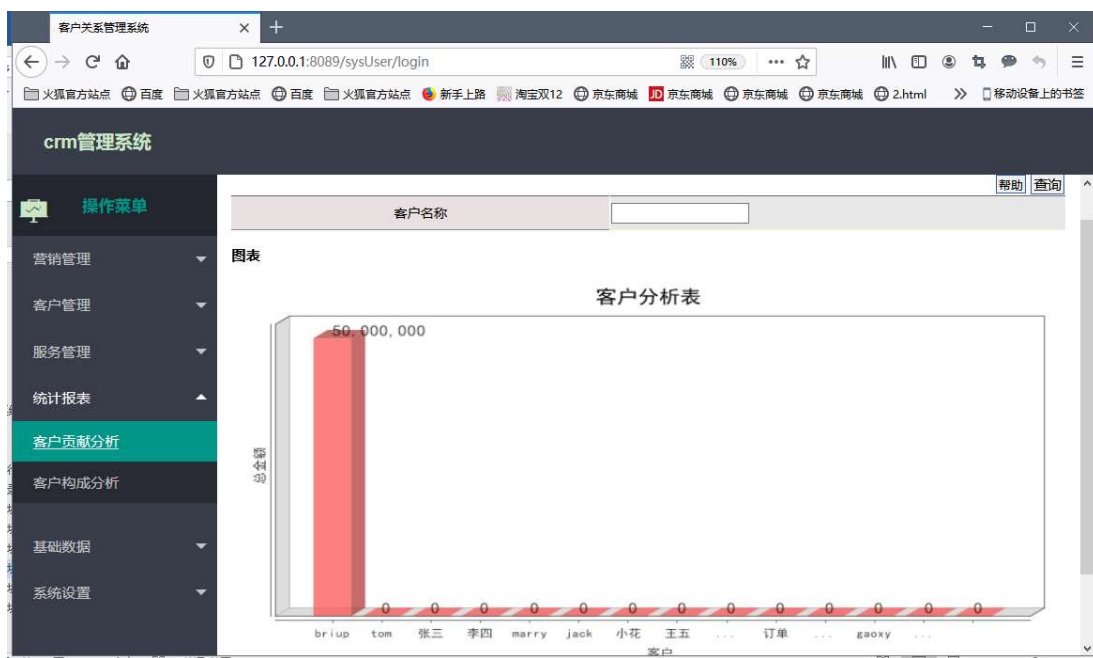 客户关系管理系统
127.0.0.1:8089/sysUser/login
110%
火狐官方站点 百度 火狐官方站点 百度 火狐官方站点 新手上路 淘宝双12 京东商城 JD 京东商城 京东商城 京东商城 2.html 移动设备上的书签
crm管理系统
帮助 查询
操作菜单
客户名称
营销管理
图表
客户管理
服务管理
统计报表
客户贡献分析
客户构成分析
基础数据
系统设置
客户分析表
50,000,000
总金额
0 0 0 0 0 0 0 0 0 0 0 0 0
briup tom 张三 李四 marry jack 小花 王五 ... 订单 ... gaoxy ...
客户